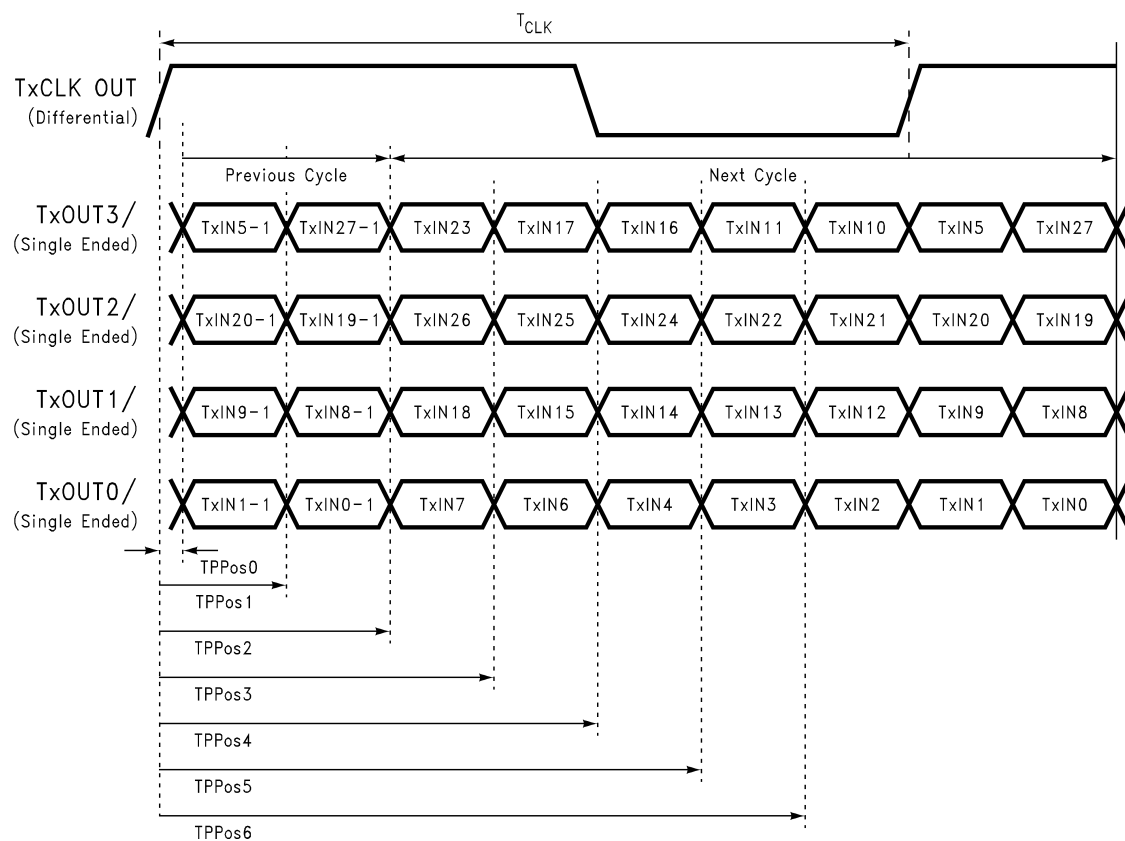 TCLK
TxCLK OUT
(Differential)
Previous Cycle
Next Cycle
TxOUT3/
(Single Ended)
TxIN5-1 TxIN27-1 TxIN23 TxIN17 TxIN16 TxIN11 TxIN10 TxIN5 TxIN27
TxOUT2/
(Single Ended)
TxIN20-1 TxIN19-1 TxIN26 TxIN25 TxIN24 TxIN22 TxIN21 TxIN20 TxIN19
TxOUT1/
(Single Ended)
TxIN9-1 TxIN8-1 TxIN18 TxIN15 TxIN14 TxIN13 TxIN12 TxIN9 TxIN8
TxOUT0/
(Single Ended)
TxIN1-1 TxIN0-1 TxIN7 TxIN6 TxIN4 TxIN3 TxIN2 TxIN1 TxIN0
TPPos0
TPPos1
TPPos2
TPPos3
TPPos4
TPPos5
TPPos6